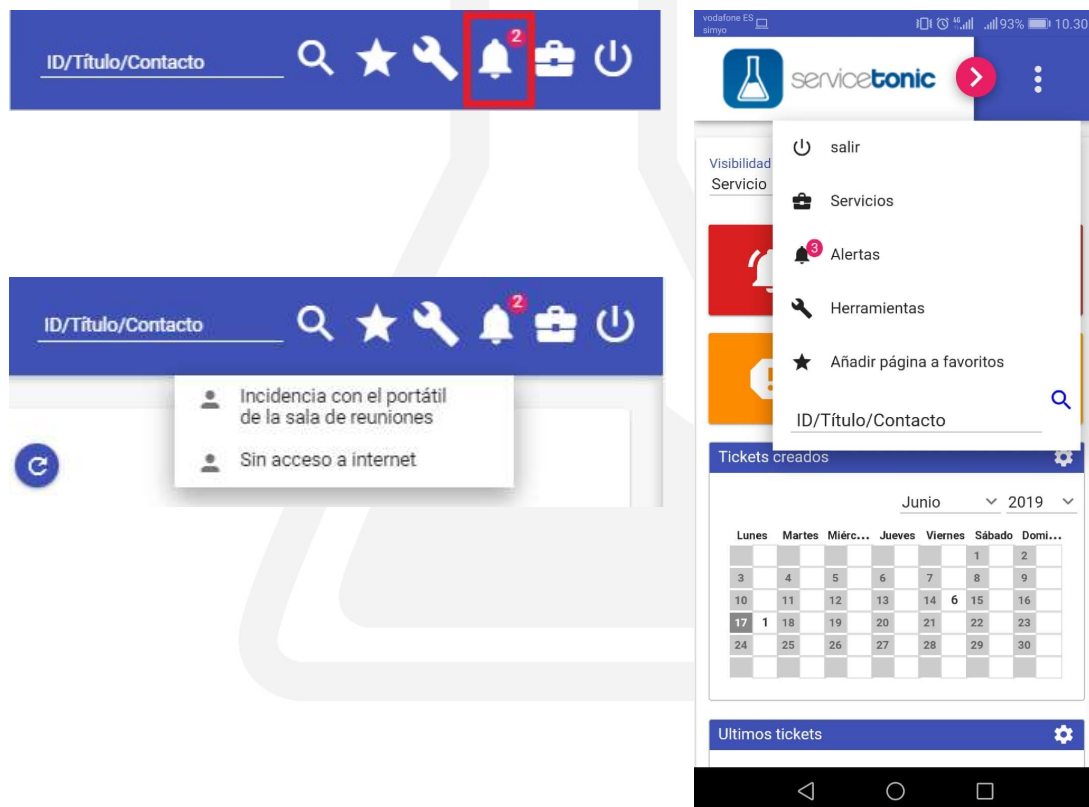 ID/Título/Contacto
2
ID/Título/Contacto
2
Incidencia con el portátil
de la sala de reuniones
Sin acceso a internet
vodafone ES
simyo
4G
93%
10.30
servicetonic
salir
Visibilidad
Servicio
Servicios
3
Alertas
Herramientas
Añadir página a favoritos
ID/Título/Contacto
Tickets creados
Junio 2019
Lunes Martes Miérc... Jueves Viernes Sábado Domi...
1 2
3 4 5 6 7 8 9
10 11 12 13 14 6 15 16
17 1 18 19 20 21 22 23
24 25 26 27 28 29 30
Ultimos tickets